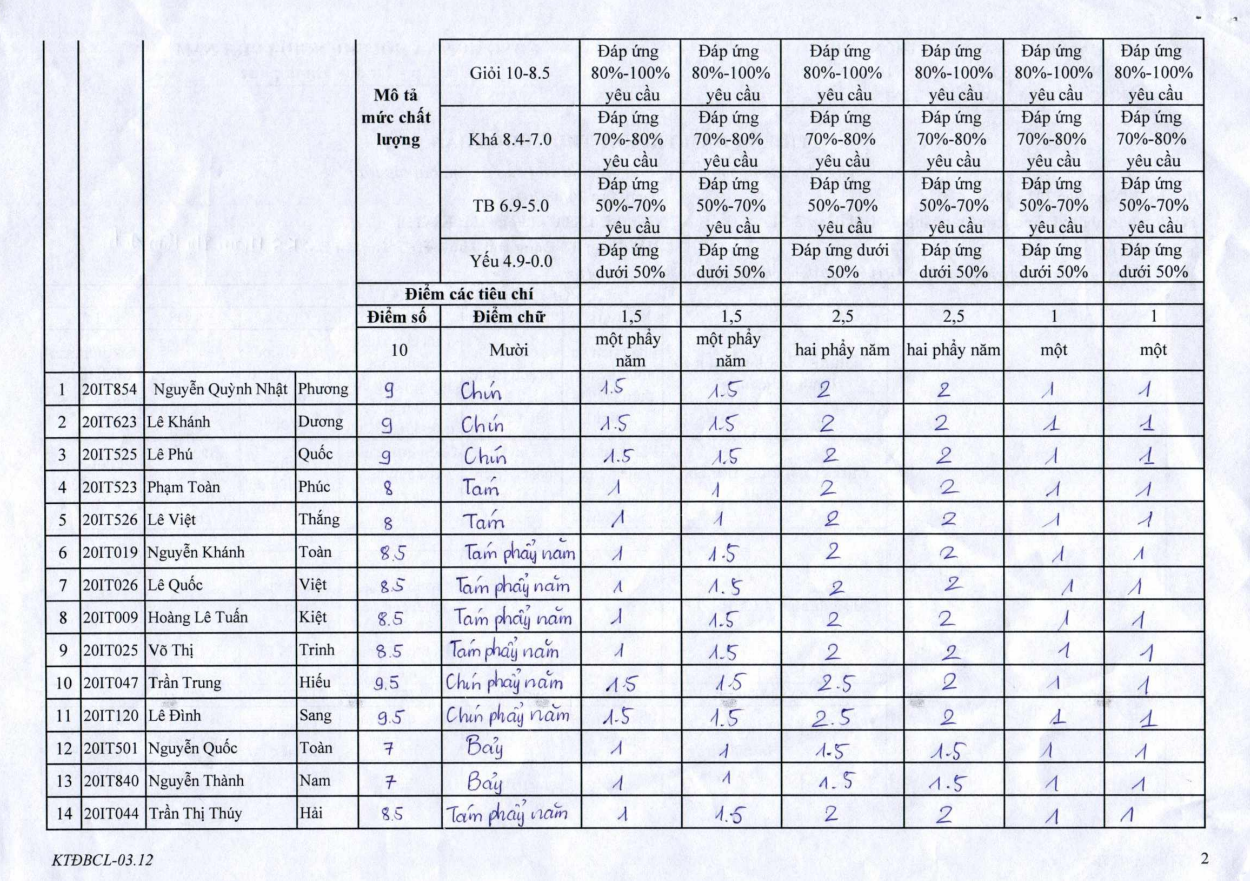 Giỏi 10-8.5 Đáp ứng 80%-100% yêu cầu Đáp ứng 80%-100% yêu cầu Đáp ứng 80%-100% yêu cầu Đáp ứng 80%-100% yêu cầu Đáp ứng 80%-100% yêu cầu Đáp ứng 80%-100% yêu cầu
Mô tả mức chất lượng
Khá 8.4-7.0 Đáp ứng 70%-80% yêu cầu Đáp ứng 70%-80% yêu cầu Đáp ứng 70%-80% yêu cầu Đáp ứng 70%-80% yêu cầu Đáp ứng 70%-80% yêu cầu Đáp ứng 70%-80% yêu cầu
TB 6.9-5.0 Đáp ứng 50%-70% yêu cầu Đáp ứng 50%-70% yêu cầu Đáp ứng 50%-70% yêu cầu Đáp ứng 50%-70% yêu cầu Đáp ứng 50%-70% yêu cầu Đáp ứng 50%-70% yêu cầu
Yếu 4.9-0.0 Đáp ứng dưới 50% Đáp ứng dưới 50% Đáp ứng dưới 50% Đáp ứng dưới 50% Đáp ứng dưới 50% Đáp ứng dưới 50%
Điểm các tiêu chí
Điểm số Điểm chữ 1,5 1,5 2,5 2,5 1 1
10 Mười một phẩy năm một phẩy năm hai phẩy năm hai phẩy năm một một
1 20IT854 Nguyễn Quỳnh Nhật Phương 9 Chín 1.5 1.5 2 2 1 1
2 20IT623 Lê Khánh Dương 9 Chín 1.5 1.5 2 2 1 1
3 20IT525 Lê Phú Quốc 9 Chín 1.5 1.5 2 2 1 1
4 20IT523 Phạm Toàn Phúc 8 Tám 1 1 2 2 1 1
5 20IT526 Lê Việt Thắng 8 Tám 1 1 2 2 1 1
6 20IT019 Nguyễn Khánh Toàn 8.5 Tám phẩy năm 1 1.5 2 2 1 1
7 20IT026 Lê Quốc Việt 8.5 Tám phẩy năm 1 1.5 2 2 1 1
8 20IT009 Hoàng Lê Tuấn Kiệt 8.5 Tám phẩy năm 1 1.5 2 2 1 1
9 20IT025 Võ Thị Trinh 8.5 Tám phẩy năm 1 1.5 2 2 1 1
10 20IT047 Trần Trung Hiếu 9.5 Chín phẩy năm 1.5 1.5 2.5 2 1 1
11 20IT120 Lê Đình Sang 9.5 Chín phẩy năm 1.5 1.5 2.5 2 1 1
12 20IT501 Nguyễn Quốc Toàn 7 Bảy 1 1 1.5 1.5 1 1
13 20IT840 Nguyễn Thành Nam 7 Bảy 1 1 1.5 1.5 1 1
14 20IT044 Trần Thị Thúy Hải 8.5 Tám phẩy năm 1 1.5 2 2 1 1
KTĐBCL-03.12 2